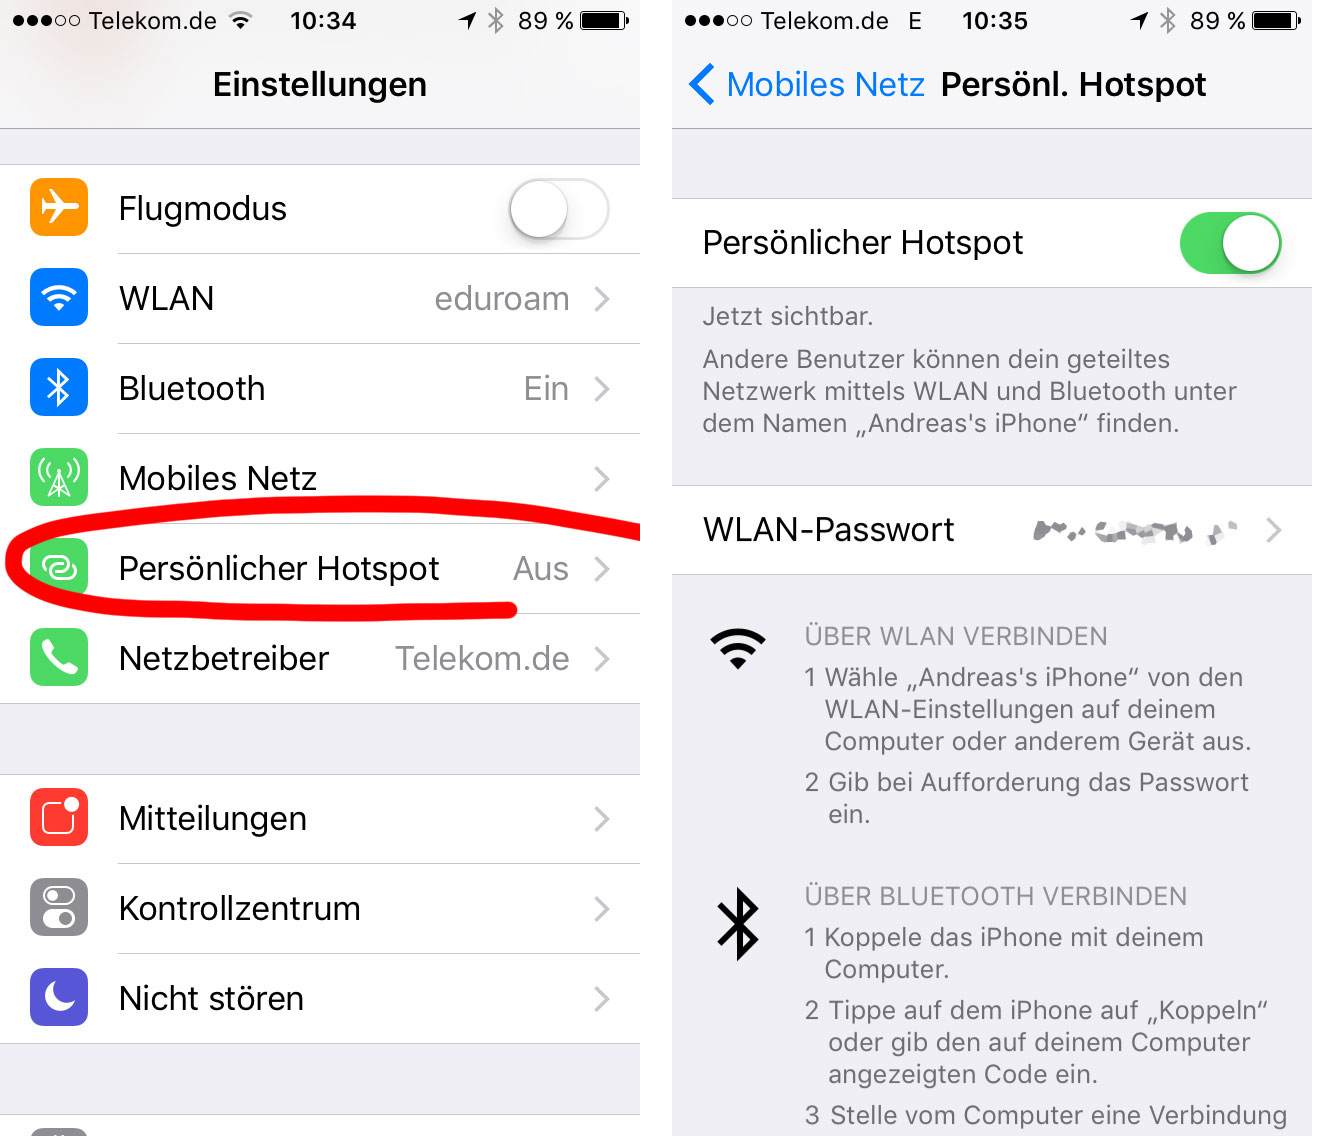 Telekom.de 10:34 89 %
Einstellungen
Flugmodus
WLAN eduroam
Bluetooth Ein
Mobiles Netz
Persönlicher Hotspot Aus
Netzbetreiber Telekom.de
Mitteilungen
Kontrollzentrum
Nicht stören
Telekom.de E 10:35 89 %
Mobiles Netz Persönl. Hotspot
Persönlicher Hotspot
Jetzt sichtbar.
Andere Benutzer können dein geteiltes
Netzwerk mittels WLAN und Bluetooth unter
dem Namen „Andreas's iPhone“ finden.
WLAN-Passwort
ÜBER WLAN VERBINDEN
1 Wähle „Andreas's iPhone“ von den
WLAN-Einstellungen auf deinem
Computer oder anderem Gerät aus.
2 Gib bei Aufforderung das Passwort
ein.
ÜBER BLUETOOTH VERBINDEN
1 Koppele das iPhone mit deinem
Computer.
2 Tippe auf dem iPhone auf „Koppeln“
oder gib den auf deinem Computer
angezeigten Code ein.
3 Stelle vom Computer eine Verbindung